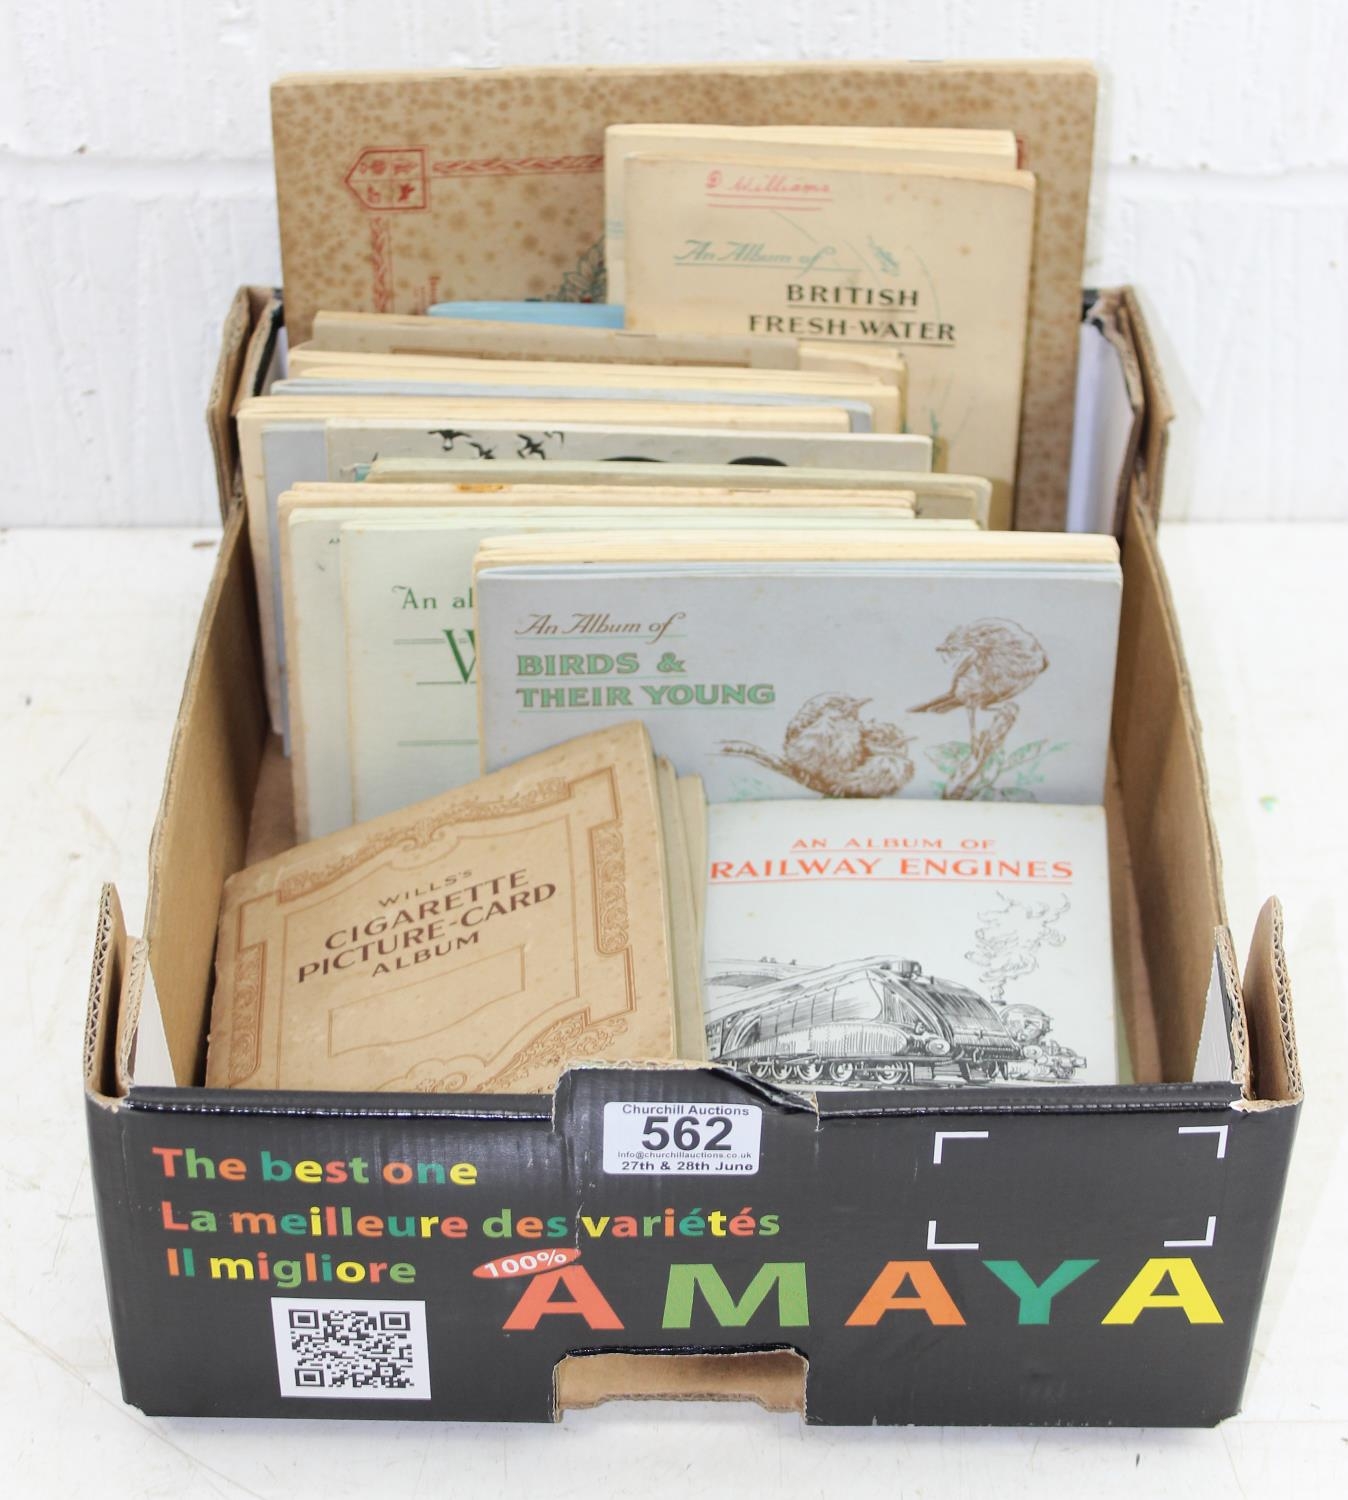 D Williams
An Album of
BRITISH
FRESH-WATER
An
An Album of
BIRDS &
THEIR YOUNG
WILLS'S
CIGARETTE
PICTURE-CARD
ALBUM
AN ALBUM OF
RAILWAY ENGINES
Churchill Auctions
562
info@churchillauctions.co.uk
27th & 28th June
The best one
La meilleure des variétés
Il migliore
100%
AMAYA